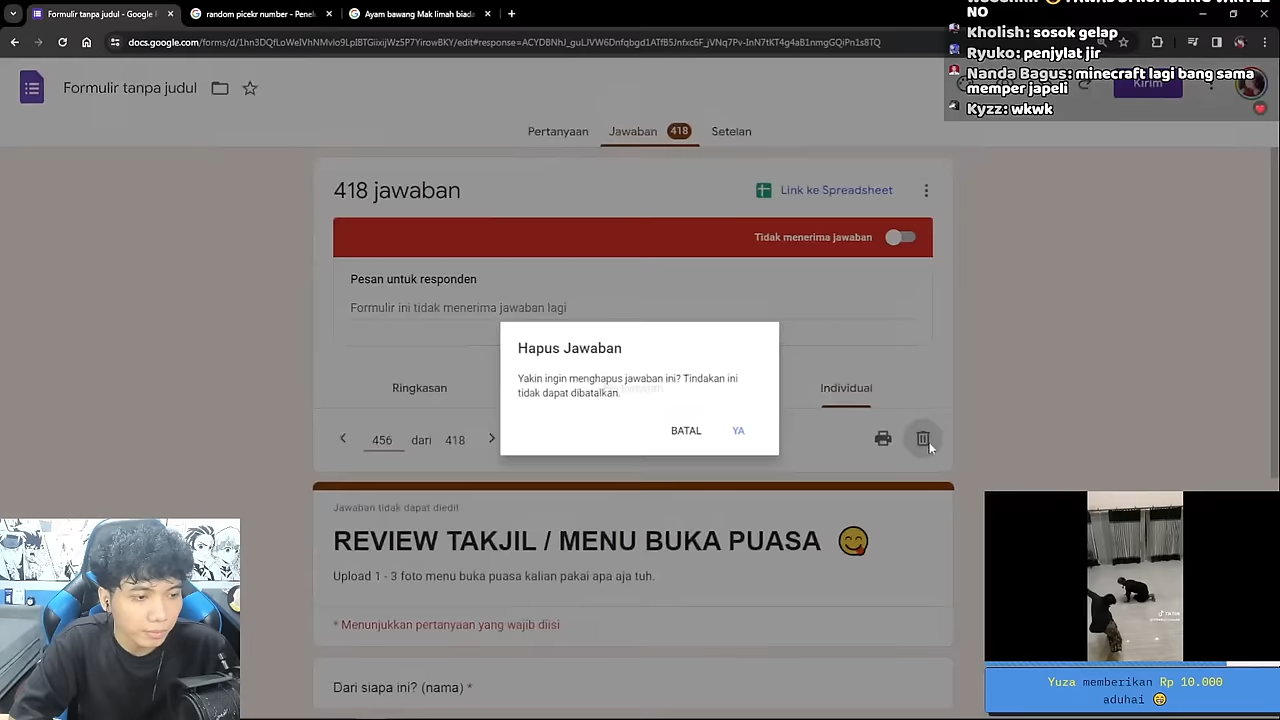 Formulir tanpa judul - Google F
random picekr number - Penel
Ayam bawang Mak limah biad
docs.google.com/forms/d/1hn3DQfLoWeIVhNMvlo9LpIBTGiixijWz5P7YirowBKY/edit#response=ACYDBNhJ_guLJVW6Dnfqbgd1ATfB5Jnfxc6F_jVNq7Pv-InN7tKT4g4aB1nmgGQiPn1s8TQ
NO
Kholish: sosok gelap
Ryuko: penjylat jir
Nanda Bagus: minecraft lagi bang sama
memper japeli
Kyzz: wkwk
Formulir tanpa judul
Kirim
Pertanyaan
Jawaban 418
Setelan
418 jawaban
Link ke Spreadsheet
Tidak menerima jawaban
Pesan untuk responden
Formulir ini tidak menerima jawaban lagi
Hapus Jawaban
Yakin ingin menghapus jawaban ini? Tindakan ini
tidak dapat dibatalkan.
BATAL
YA
Ringkasan
Individual
456 dari 418
Jawaban tidak dapat diedit
REVIEW TAKJIL / MENU BUKA PUASA
Upload 1 - 3 foto menu buka puasa kalian pakai apa aja tuh.
* Menunjukkan pertanyaan yang wajib diisi
Dari siapa ini? (nama) *
TikTok
Yuza memberikan Rp 10.000
aduhai